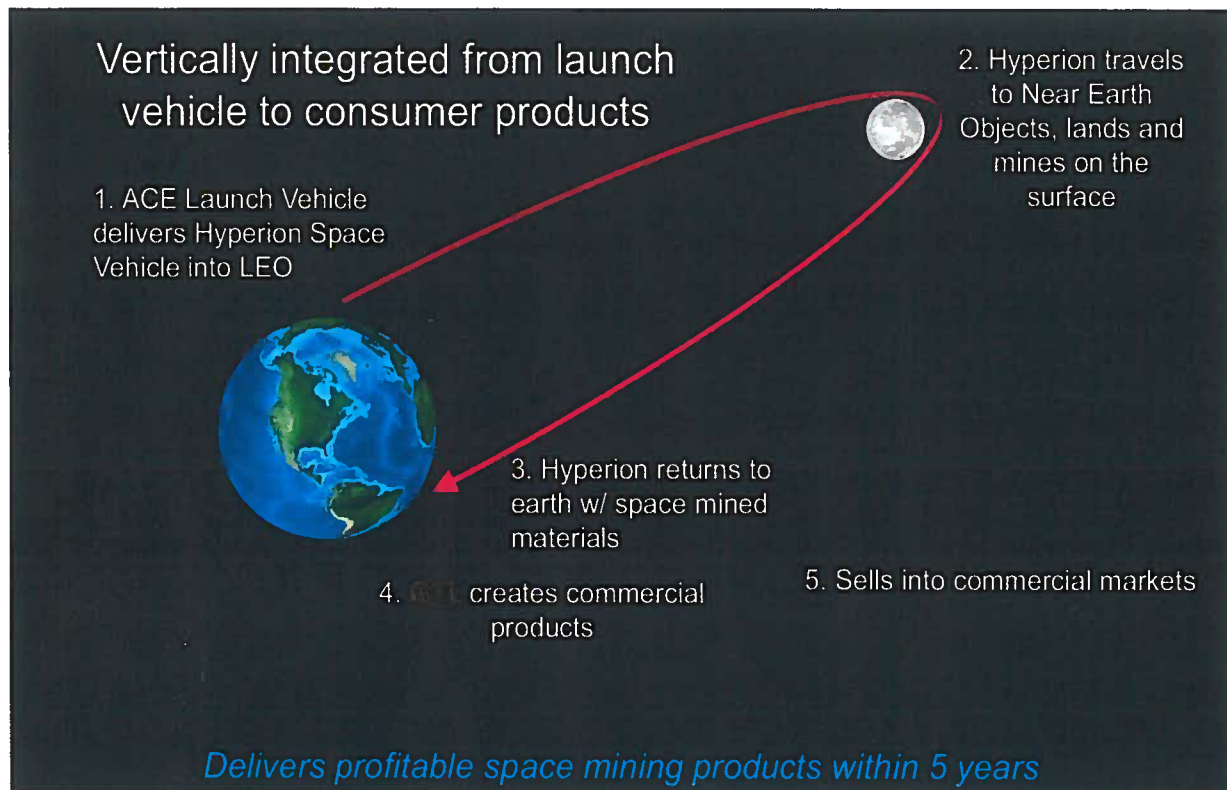 Vertically integrated from launch
vehicle to consumer products
1. ACE Launch Vehicle
delivers Hyperion Space
Vehicle into LEO
2. Hyperion travels
to Near Earth
Objects, lands and
mines on the
surface
3. Hyperion returns to
earth w/ space mined
materials
4. creates commercial
products
5. Sells into commercial markets
Delivers profitable space mining products within 5 years